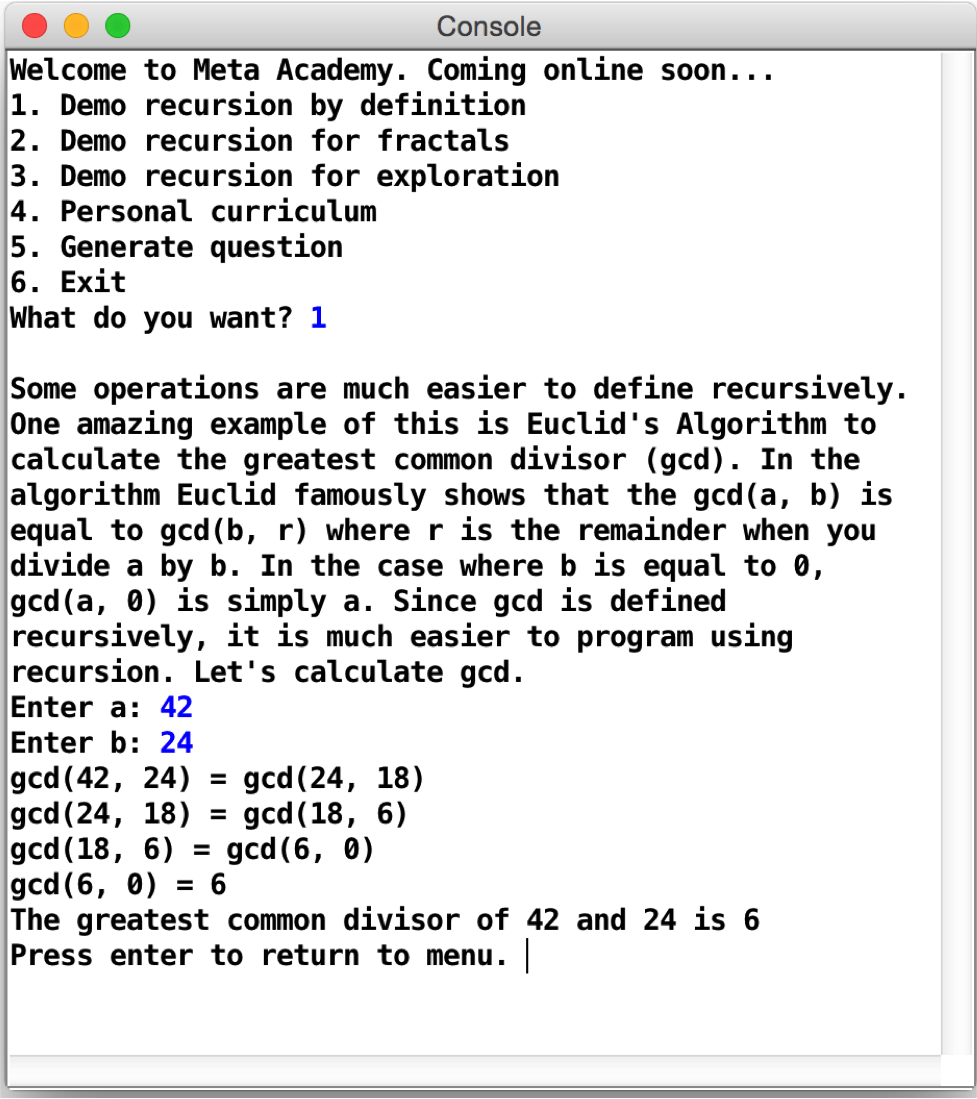 Console
Welcome to Meta Academy. Coming online soon...
1. Demo recursion by definition
2. Demo recursion for fractals
3. Demo recursion for exploration
4. Personal curriculum
5. Generate question
6. Exit
What do you want? 1
Some operations are much easier to define recursively.
One amazing example of this is Euclid's Algorithm to
calculate the greatest common divisor (gcd). In the
algorithm Euclid famously shows that the gcd(a, b) is
equal to gcd(b, r) where r is the remainder when you
divide a by b. In the case where b is equal to 0,
gcd(a, 0) is simply a. Since gcd is defined
recursively, it is much easier to program using
recursion. Let's calculate gcd.
Enter a: 42
Enter b: 24
gcd(42, 24) = gcd(24, 18)
gcd(24, 18) = gcd(18, 6)
gcd(18, 6) = gcd(6, 0)
gcd(6, 0) = 6
The greatest common divisor of 42 and 24 is 6
Press enter to return to menu.